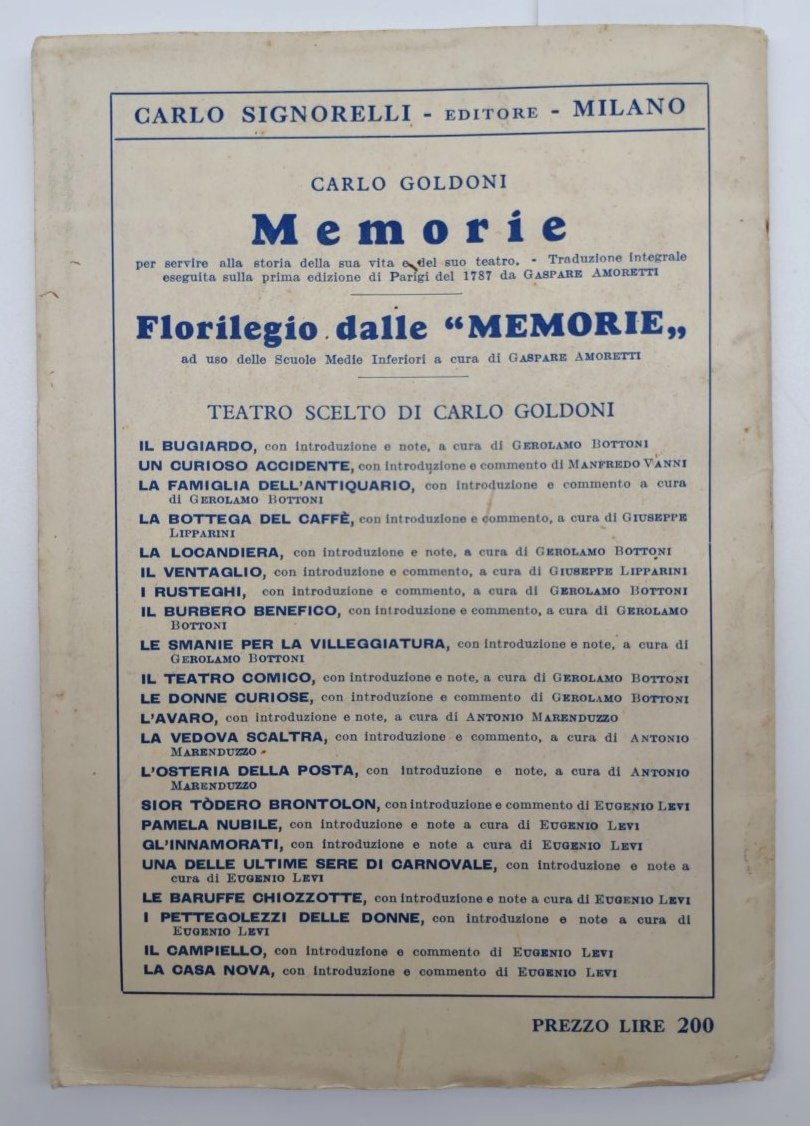 CARLO SIGNORELLI - EDITORE - MILANO
CARLO GOLDONI
Memorie
per servire alla storia della sua vita e del suo teatro. - Traduzione integrale
eseguita sulla prima edizione di Parigi del 1787 da GASPARE AMORETTI
Florilegio dalle “MEMORIE„
ad uso delle Scuole Medie Inferiori a cura di GASPARE AMORETTI
TEATRO SCELTO DI CARLO GOLDONI
IL BUGIARDO, con introduzione e note, a cura di GEROLAMO BOTTONI
UN CURIOSO ACCIDENTE, con introduzione e commento di MANFREDO VANNI
LA FAMIGLIA DELL'ANTIQUARIO, con introduzione e commento a cura
di GEROLAMO BOTTONI
LA BOTTEGA DEL CAFFÈ, con introduzione e commento, a cura di GIUSEPPE
LIPPARINI
LA LOCANDIERA, con introduzione e note, a cura di GEROLAMO BOTTONI
IL VENTAGLIO, con introduzione e commento, a cura di GIUSEPPE LIPPARINI
I RUSTEGHI, con introduzione e commento, a cura di GEROLAMO BOTTONI
IL BURBERO BENEFICO, con introduzione e commento, a cura di GEROLAMO
BOTTONI
LE SMANIE PER LA VILLEGGIATURA, con introduzione e note, a cura di
GEROLAMO BOTTONI
IL TEATRO COMICO, con introduzione e note, a cura di GEROLAMO BOTTONI
LE DONNE CURIOSE, con introduzione e commento di GEROLAMO BOTTONI
L'AVARO, con introduzione e note, a cura di ANTONIO MARENDUZZO
LA VEDOVA SCALTRA, con introduzione e commento, a cura di ANTONIO
MARENDUZZO
L'OSTERIA DELLA POSTA, con introduzione e note, a cura di ANTONIO
MARENDUZZO
SIOR TÒDERO BRONTOLON, con introduzione e commento di EUGENIO LEVI
PAMELA NUBILE, con introduzione e note a cura di EUGENIO LEVI
GL'INNAMORATI, con introduzione e note a cura di EUGENIO LEVI
UNA DELLE ULTIME SERE DI CARNOVALE, con introduzione e note a
cura di EUGENIO LEVI
LE BARUFFE CHIOZZOTTE, con introduzione e note a cura di EUGENIO LEVI
I PETTEGOLEZZI DELLE DONNE, con introduzione e note a cura di
EUGENIO LEVI
IL CAMPIELLO, con introduzione e commento di EUGENIO LEVI
LA CASA NOVA, con introduzione e commento di EUGENIO LEVI
PREZZO LIRE 200